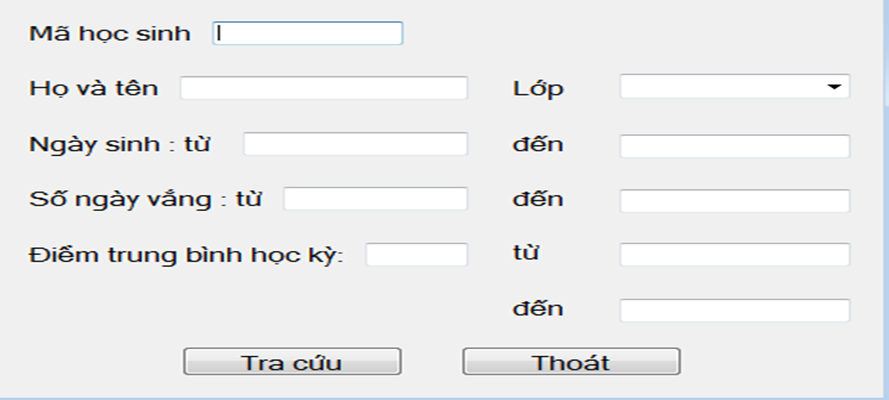 Mã học sinh
Họ và tên Lớp
Ngày sinh : từ đến
Số ngày vắng : từ đến
Điểm trung bình học kỳ: từ
đến
Tra cứu Thoát